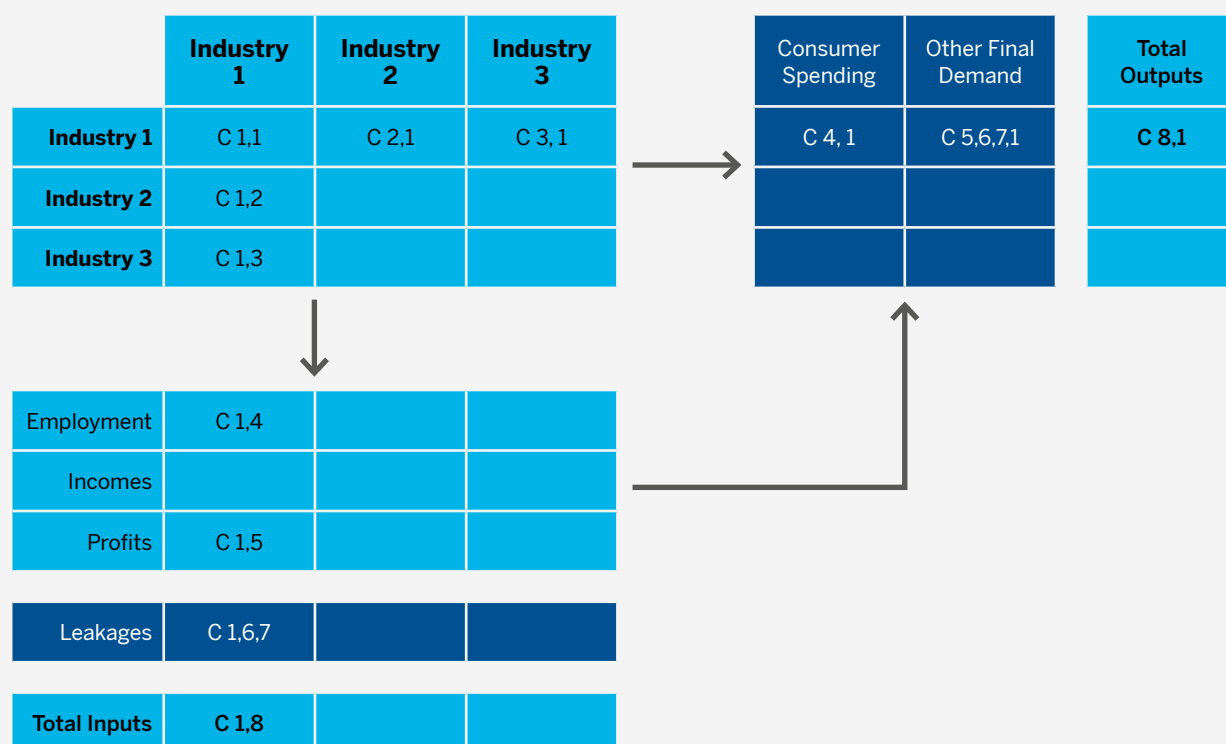 Industry
1
Industry
2
Industry
3
Consumer
Spending
Other Final
Demand
Total
Outputs
Industry 1
C 1,1
C 2,1
C 3, 1
C 4, 1
C 5,6,7,1
C 8,1
Industry 2
C 1,2
Industry 3
C 1,3
Employment
C 1,4
Incomes
Profits
C 1,5
Leakages
C 1,6,7
Total Inputs
C 1,8